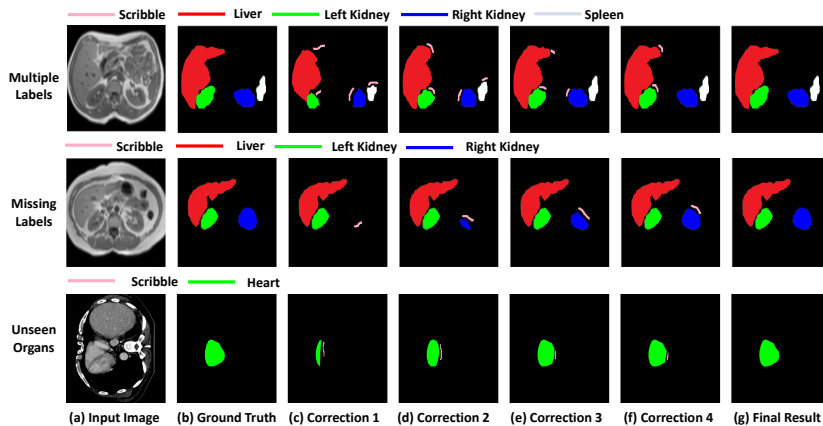 Scribble Liver Left Kidney Right Kidney Spleen
Multiple
Labels
Scribble Liver Left Kidney Right Kidney
Missing
Labels
Scribble Heart
Unseen
Organs
(a) Input Image (b) Ground Truth (c) Correction 1 (d) Correction 2 (e) Correction 3 (f) Correction 4 (g) Final Result